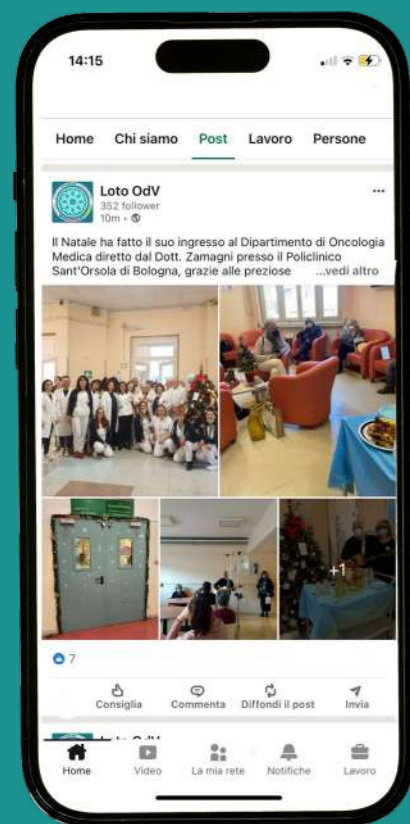 14:15
Home Chi siamo Post Lavoro Persone
Loto OdV
352 follower
10m •
Il Natale ha fatto il suo ingresso al Dipartimento di Oncologia
Medica diretto dal Dott. Zamagni presso il Policlinico
Sant'Orsola di Bologna, grazie alle preziose ...vedi altro
+1
7
Consiglia Commenta Diffondi il post Invia
Loto OdV
Home Video La mia rete Notifiche Lavoro